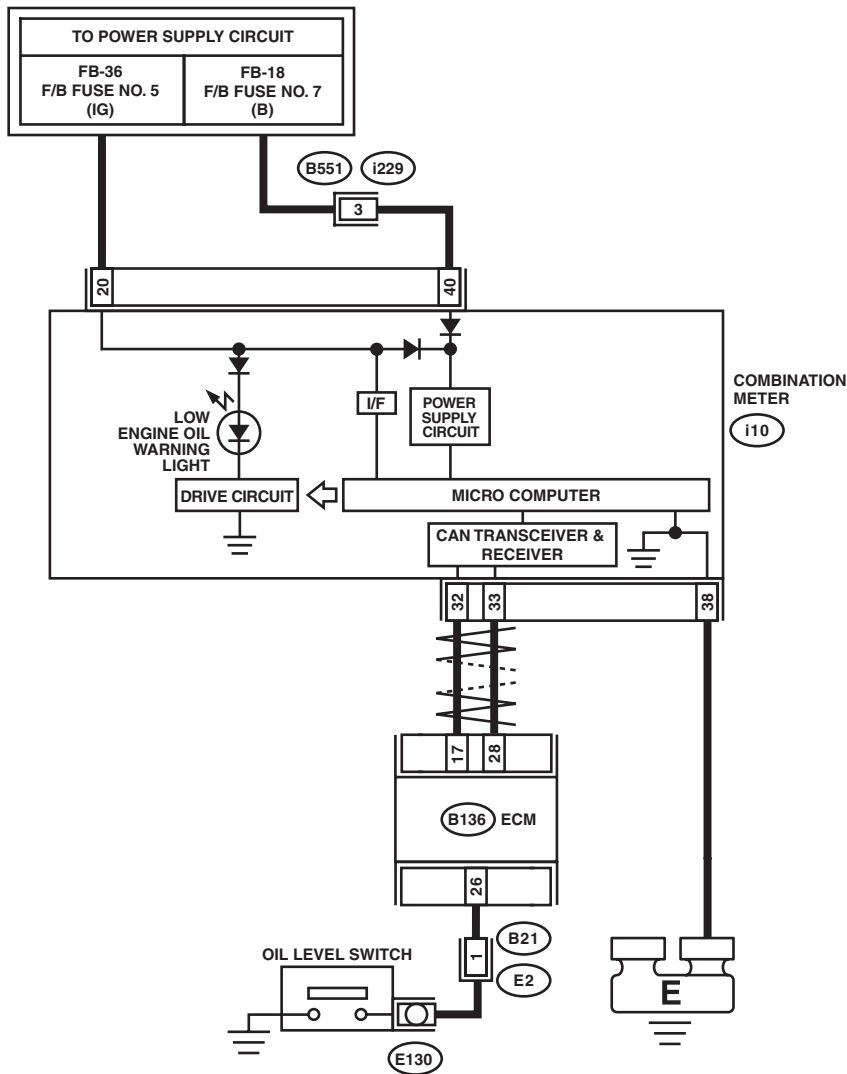 TO POWER SUPPLY CIRCUIT
FB-36
F/B FUSE NO. 5
(IG)
FB-18
F/B FUSE NO. 7
(B)
B551
i229
3
20
40
COMBINATION
METER
i10
LOW
ENGINE OIL
WARNING
LIGHT
I/F
POWER
SUPPLY
CIRCUIT
DRIVE CIRCUIT
MICRO COMPUTER
CAN TRANSCEIVER &
RECEIVER
32
33
38
17
28
B136
ECM
26
B21
1
E2
OIL LEVEL SWITCH
E130
E